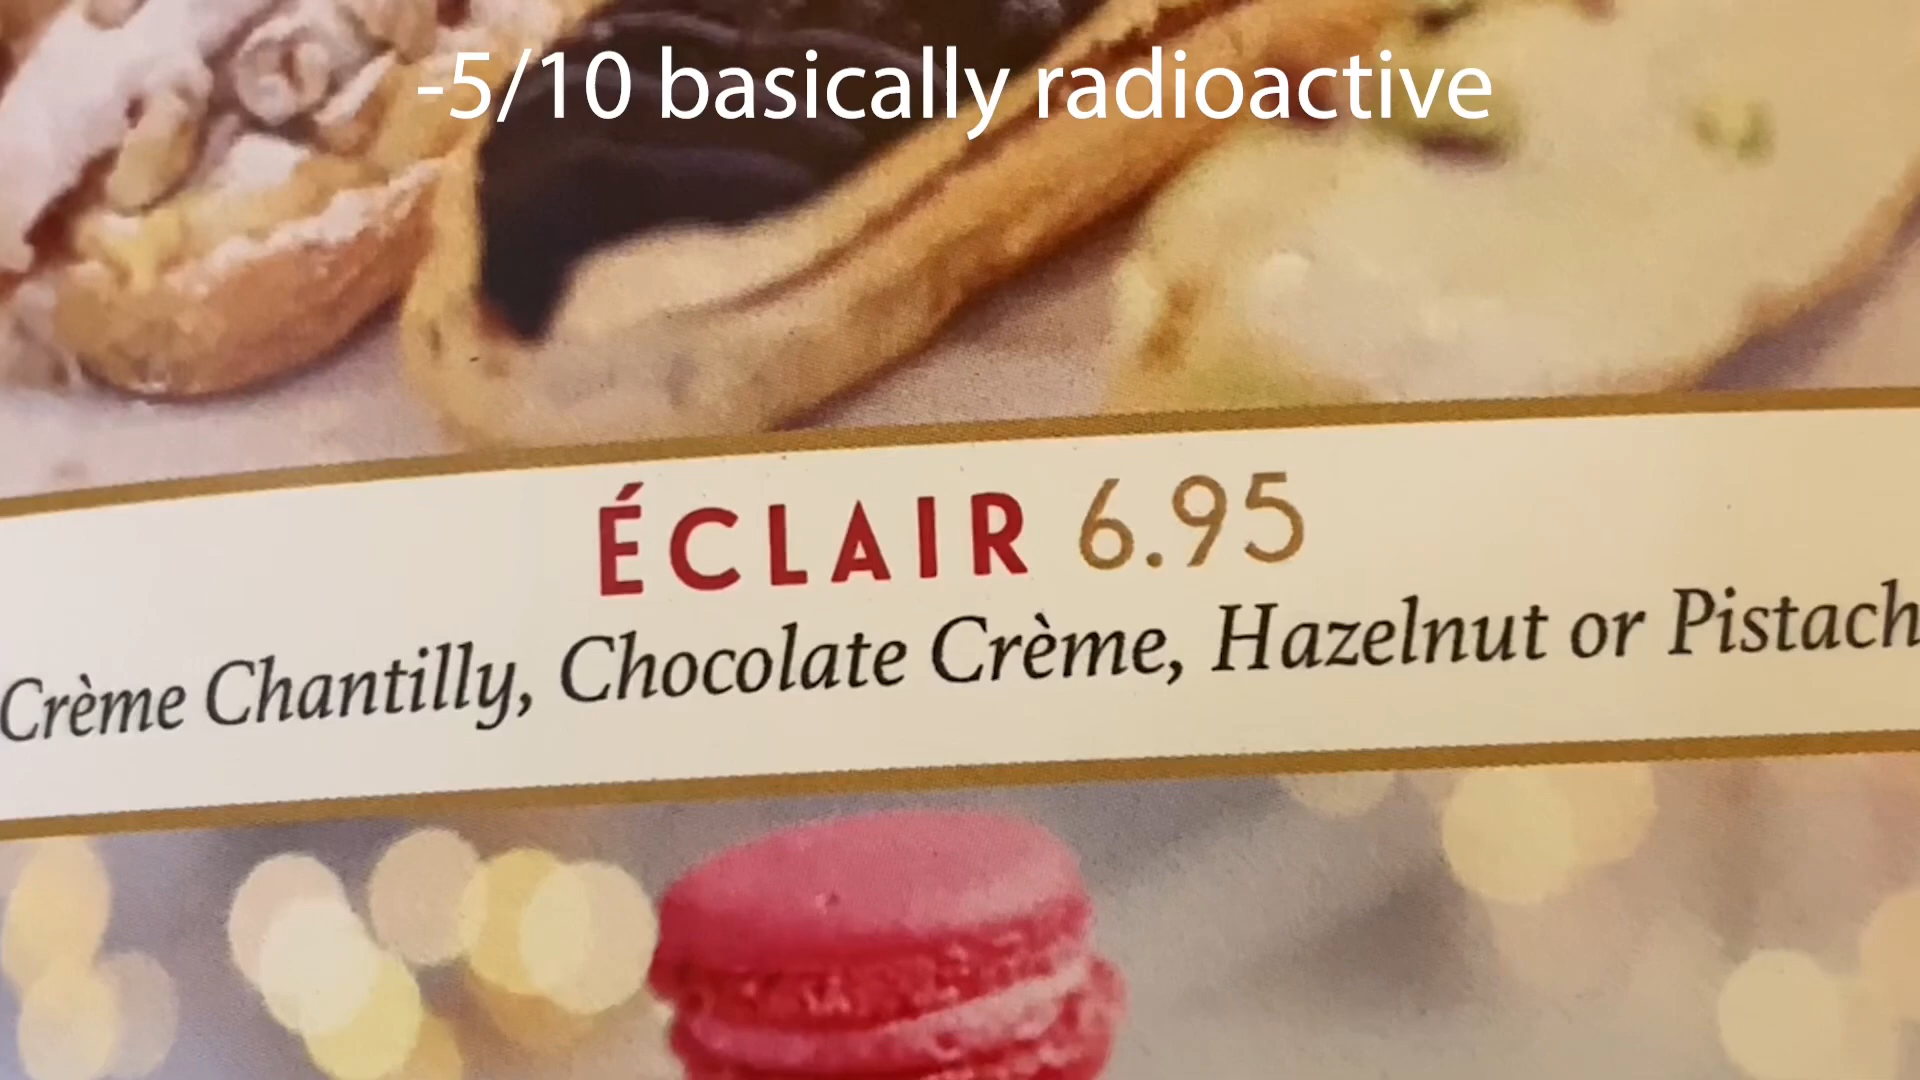 -5/10 basically radioactive
ÉCLAIR 6.95
Crème Chantilly, Chocolate Crème, Hazelnut or Pistach